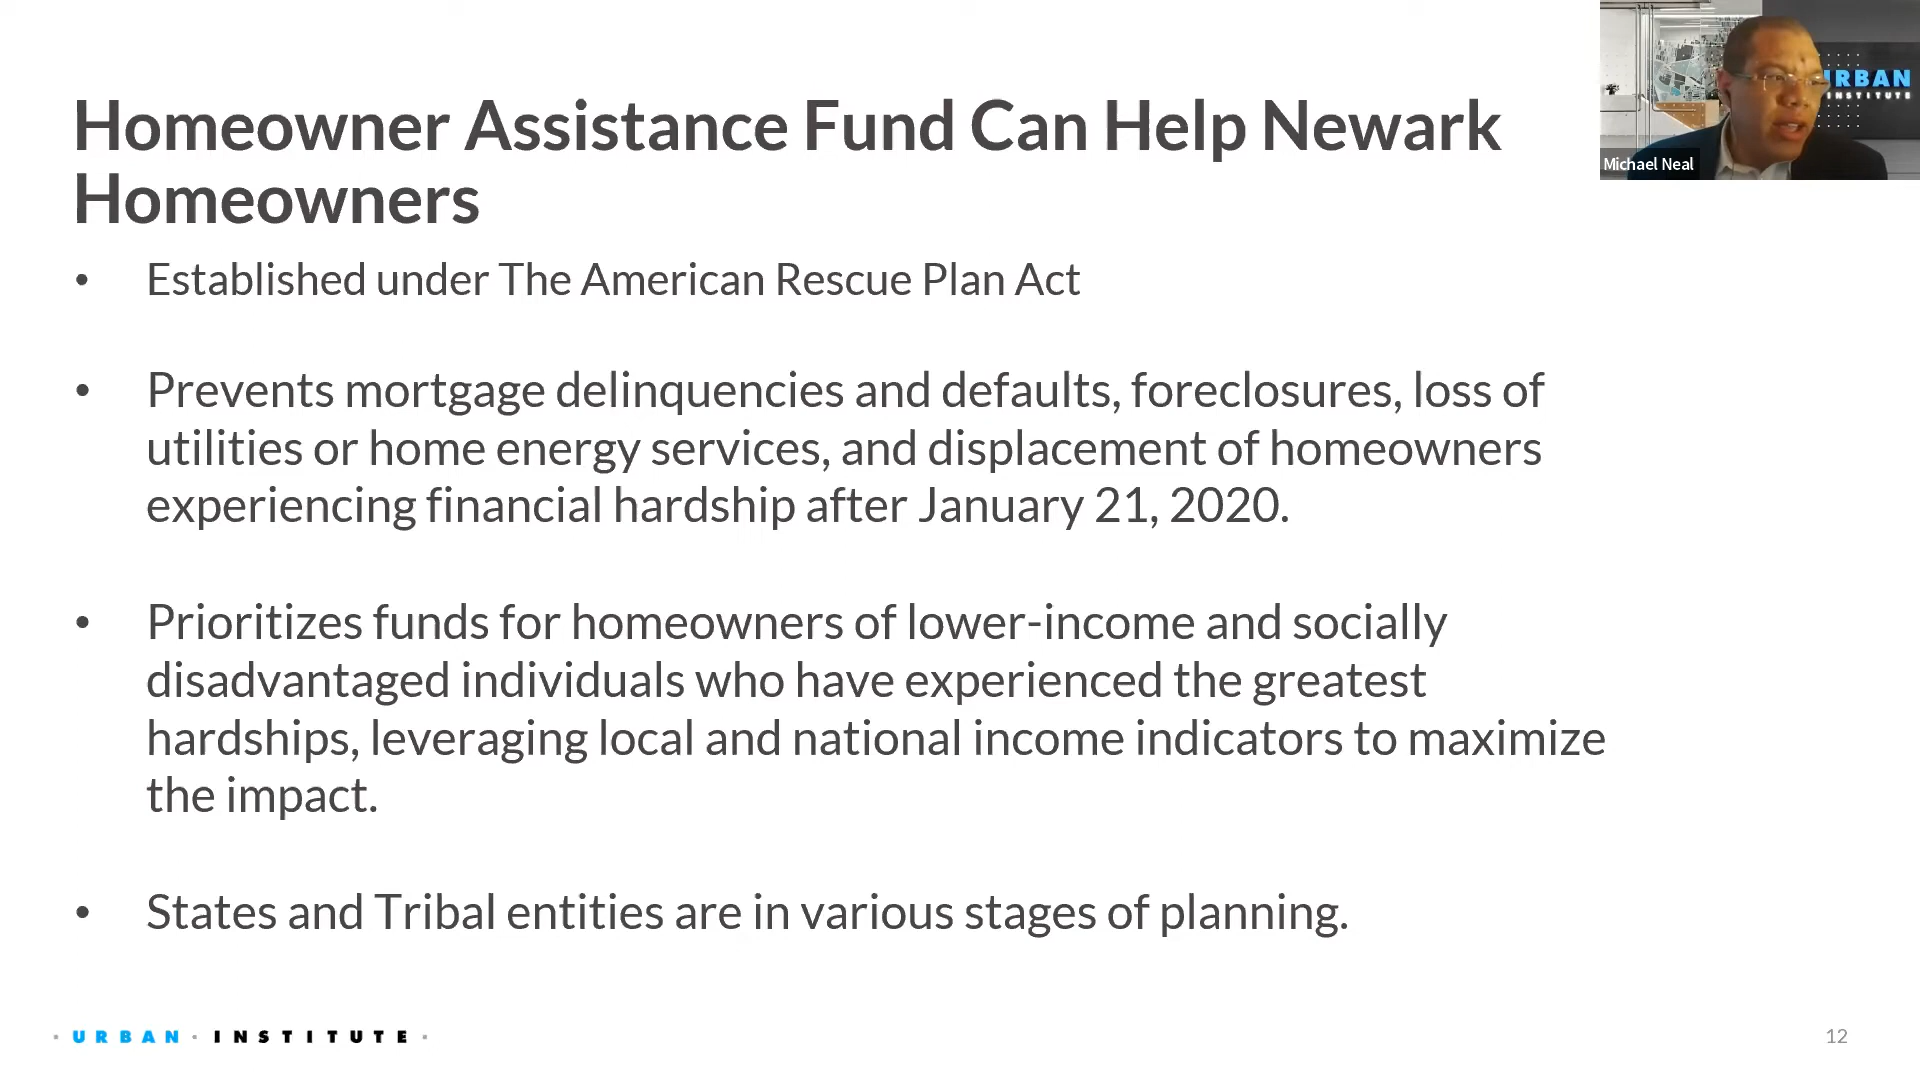 Homeowner Assistance Fund Can Help Newark
Homeowners
• Established under The American Rescue Plan Act
• Prevents mortgage delinquencies and defaults, foreclosures, loss of
utilities or home energy services, and displacement of homeowners
experiencing financial hardship after January 21, 2020.
• Prioritizes funds for homeowners of lower-income and socially
disadvantaged individuals who have experienced the greatest
hardships, leveraging local and national income indicators to maximize
the impact.
• States and Tribal entities are in various stages of planning.
· URBAN · INSTITUTE ·
12
URBAN
INSTITUTE
Michael Neal